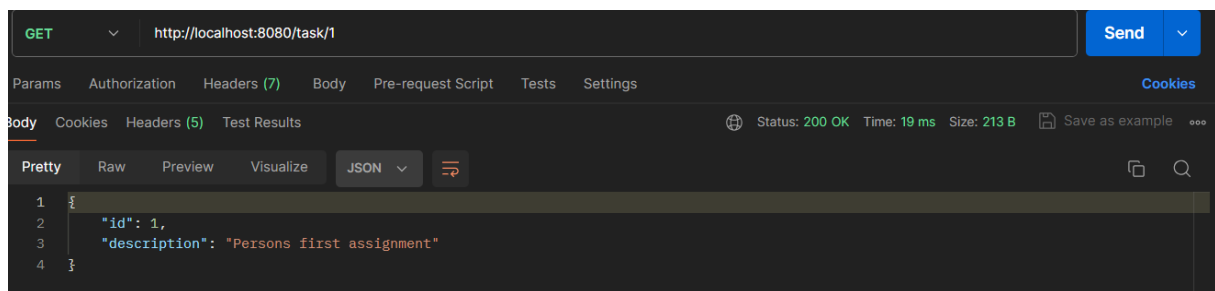 GET http://localhost:8080/task/1 Send
Params Authorization Headers (7) Body Pre-request Script Tests Settings Cookies
Body Cookies Headers (5) Test Results Status: 200 OK Time: 19 ms Size: 213 B Save as example
Pretty Raw Preview Visualize JSON
1 {
2 "id": 1,
3 "description": "Persons first assignment"
4 }